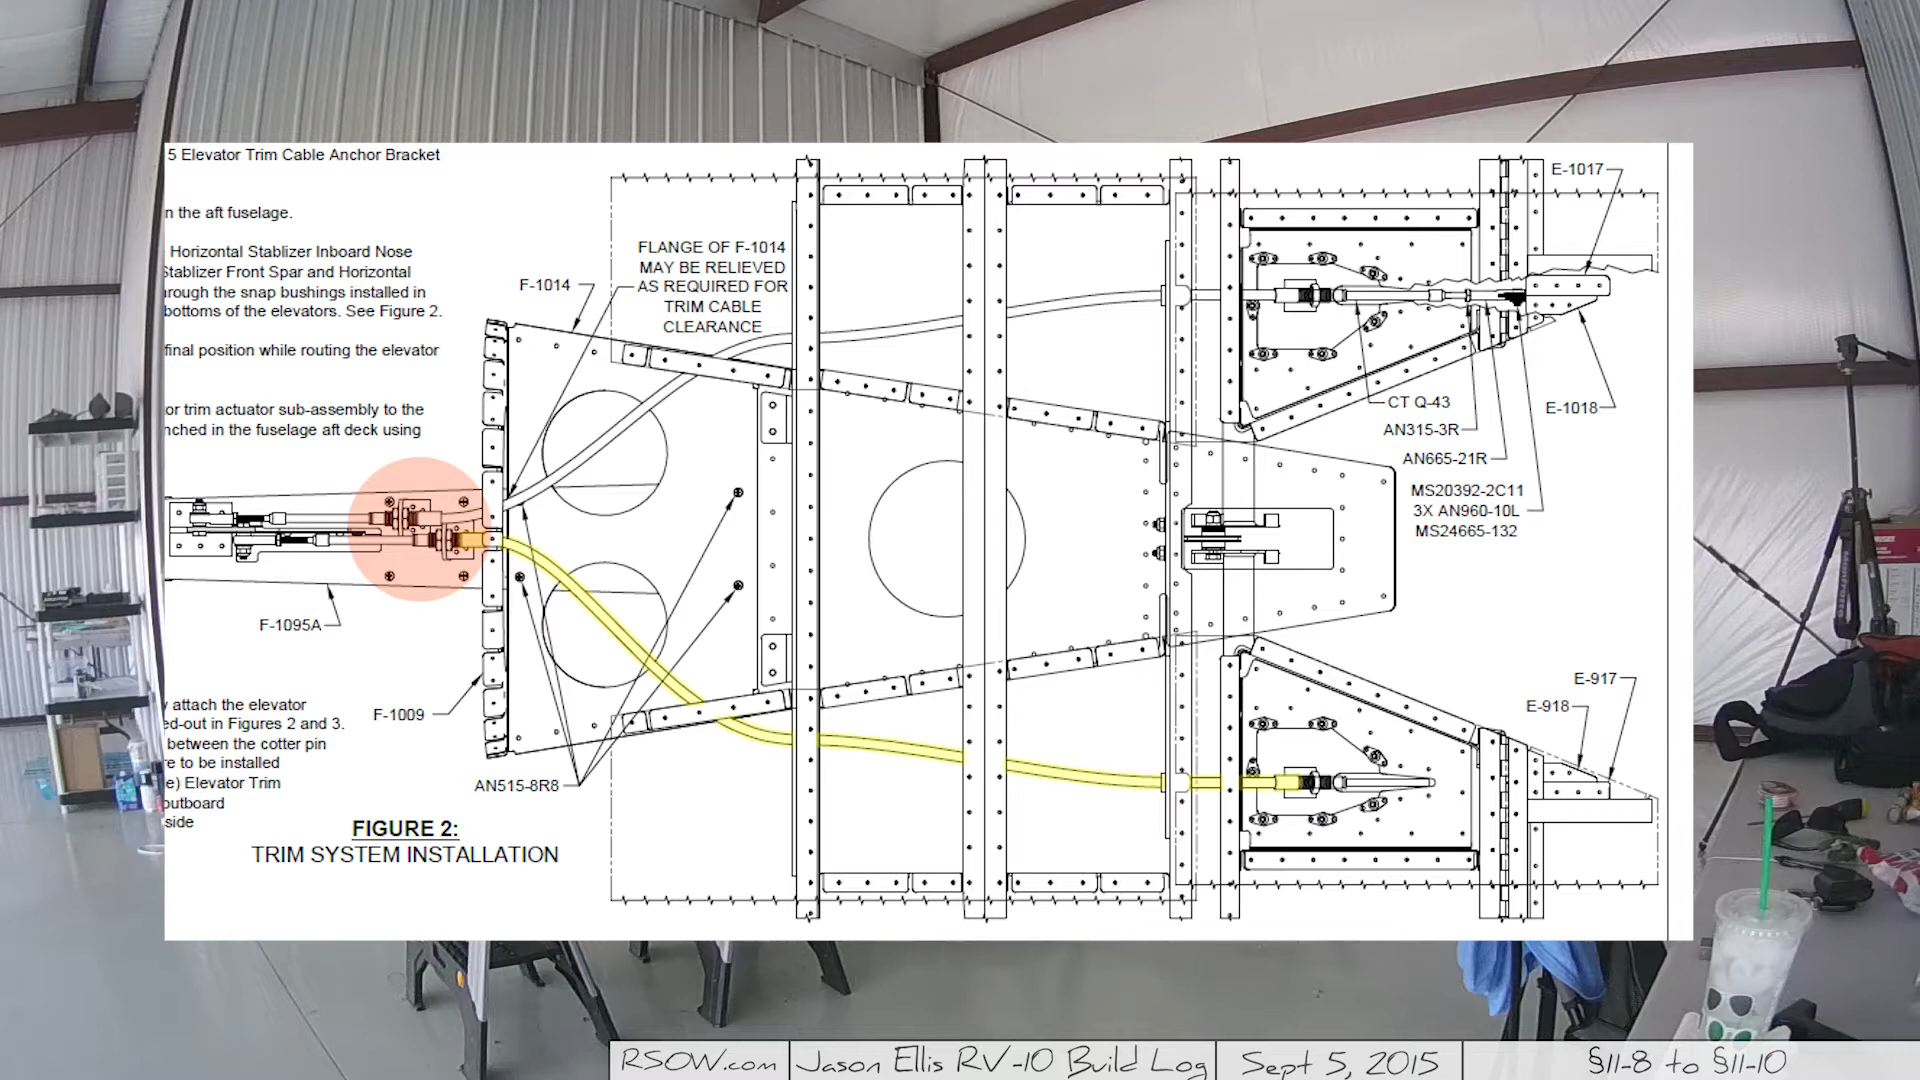 5 Elevator Trim Cable Anchor Bracket
n the aft fuselage.
Horizontal Stablizer Inboard Nose
Stablizer Front Spar and Horizontal
rough the snap bushings installed in
bottoms of the elevators. See Figure 2.
final position while routing the elevator
or trim actuator sub-assembly to the
nched in the fuselage aft deck using
y attach the elevator
ed-out in Figures 2 and 3.
between the cotter pin
re to be installed
e) Elevator Trim
outboard
side
FLANGE OF F-1014
MAY BE RELIEVED
AS REQUIRED FOR
TRIM CABLE
CLEARANCE
F-1014
E-1017
E-1018
CT Q-43
AN315-3R
AN665-21R
MS20392-2C11
3X AN960-10L
MS24665-132
F-1095A
F-1009
AN515-8R8
E-917
E-918
FIGURE 2:
TRIM SYSTEM INSTALLATION
RSOW.com
Jason Ellis RV-10 Build Log
Sept 5, 2015
§11-8 to §11-10